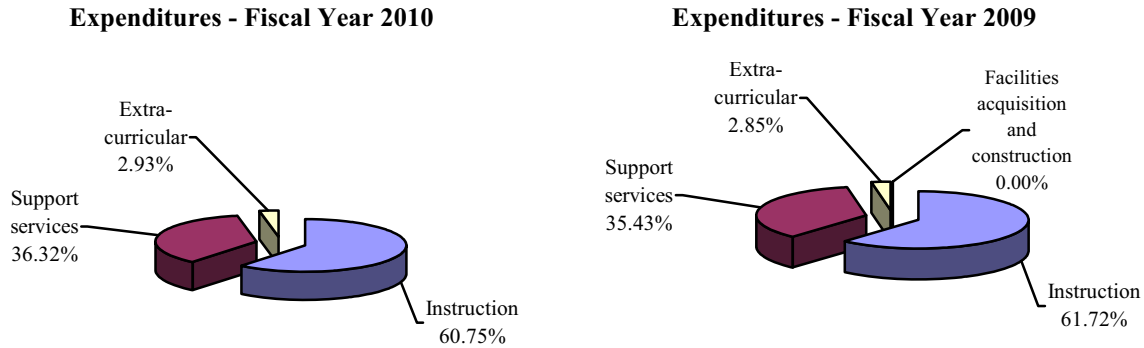 Expenditures - Fiscal Year 2010
Extra-
curricular
2.93%
Support
services
36.32%
Instruction
60.75%
Expenditures - Fiscal Year 2009
Extra-
curricular
2.85%
Facilities
acquisition
and
construction
0.00%
Support
services
35.43%
Instruction
61.72%